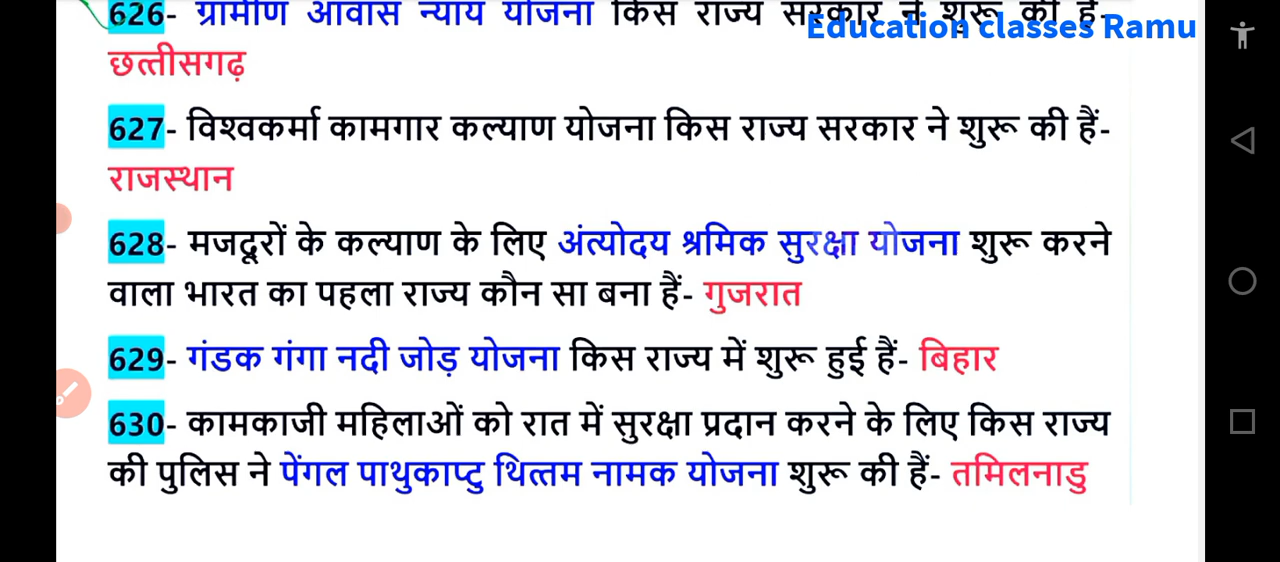 626- ग्रामीण आवास न्याय योजना किस राज्य सरकार ने शुरू की हैं-
Education classes Ramu
छत्तीसगढ़
627- विश्वकर्मा कामगार कल्याण योजना किस राज्य सरकार ने शुरू की हैं-
राजस्थान
628- मजदूरों के कल्याण के लिए अंत्योदय श्रमिक सुरक्षा योजना शुरू करने
वाला भारत का पहला राज्य कौन सा बना हैं- गुजरात
629- गंडक गंगा नदी जोड़ योजना किस राज्य में शुरू हुई हैं- बिहार
630- कामकाजी महिलाओं को रात में सुरक्षा प्रदान करने के लिए किस राज्य
की पुलिस ने पेंगल पाथुकाप्टु थित्तम नामक योजना शुरू की हैं- तमिलनाडु